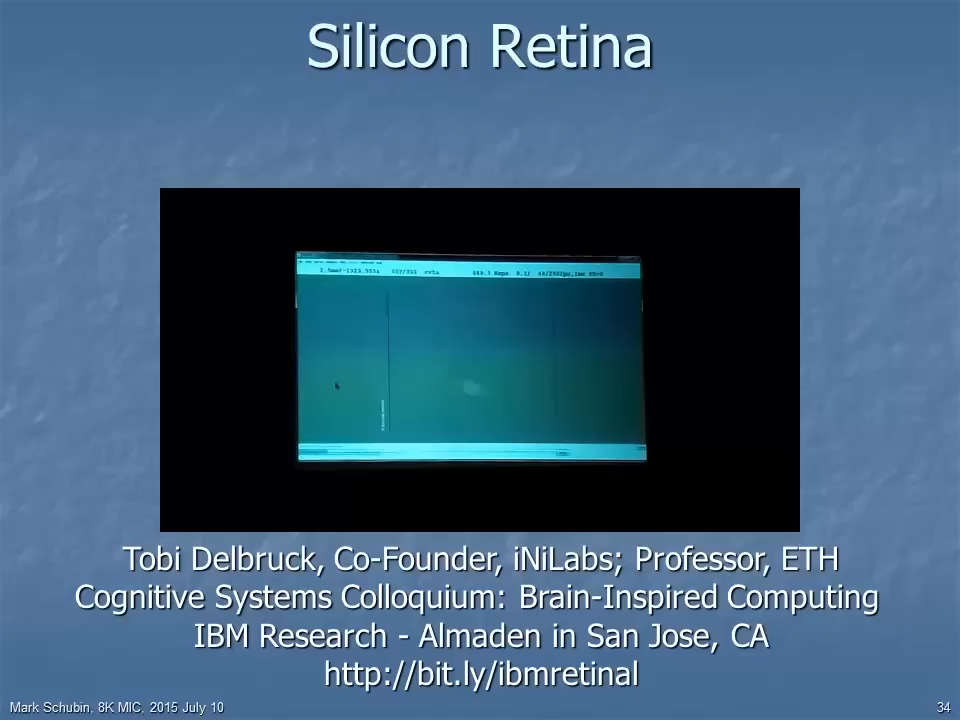 Silicon Retina
Tobi Delbruck, Co-Founder, iNiLabs; Professor, ETH
Cognitive Systems Colloquium: Brain-Inspired Computing
IBM Research - Almaden in San Jose, CA
http://bit.ly/ibmretinal
Mark Schubin, 8K MIC, 2015 July 10
34